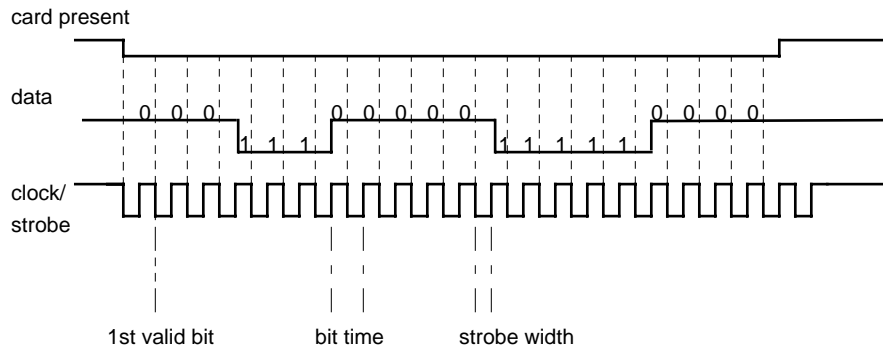 card present
data
0 0 0 0 0 0 0 0 0 0 0 0
1 1 1 1 1 1 1 1
clock/
strobe
1st valid bit bit time strobe width